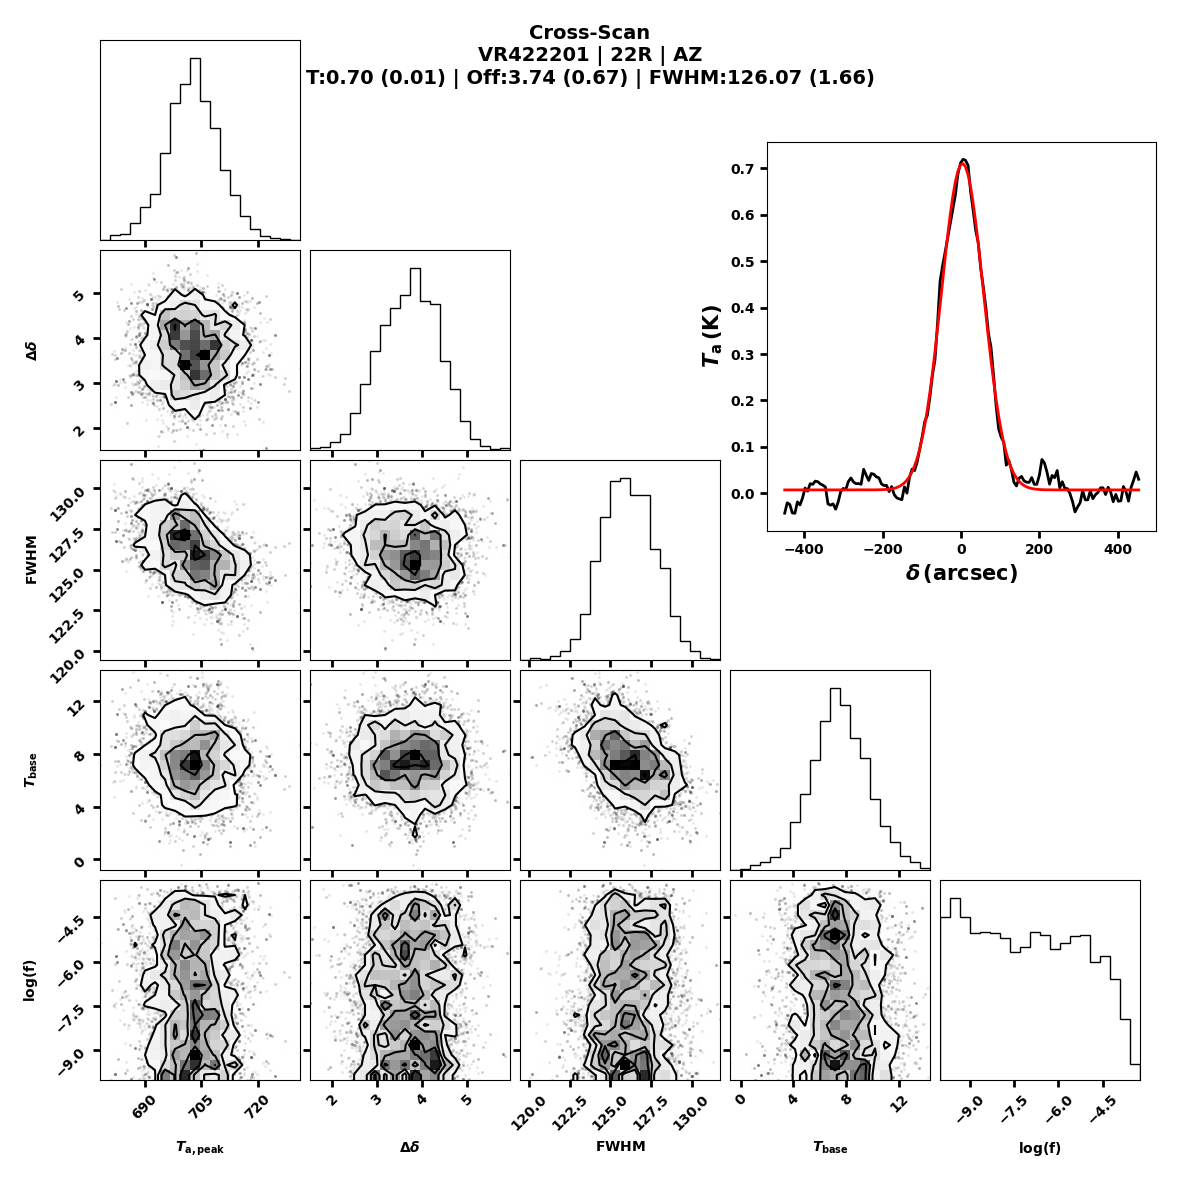 Cross-Scan
VR422201 | 22R | AZ
T:0.70 (0.01) | Off:3.74 (0.67) | FWHM:126.07 (1.66)
0.7
0.6
0.5
0.4
0.3
0.2
0.1
0.0
Ta (K)
−400 −200 0 200 400
δ (arcsec)
5
4
3
2
Δδ
130.0
127.5
125.0
122.5
120.0
FWHM
12
8
4
0
Tbase
−4.5
−6.0
−7.5
−9.0
log(f)
690 705 720 2 3 4 5 120.0 122.5 125.0 127.5 130.0 0 4 8 12 −9.0 −7.5 −6.0 −4.5
Ta,peak Δδ FWHM Tbase log(f)